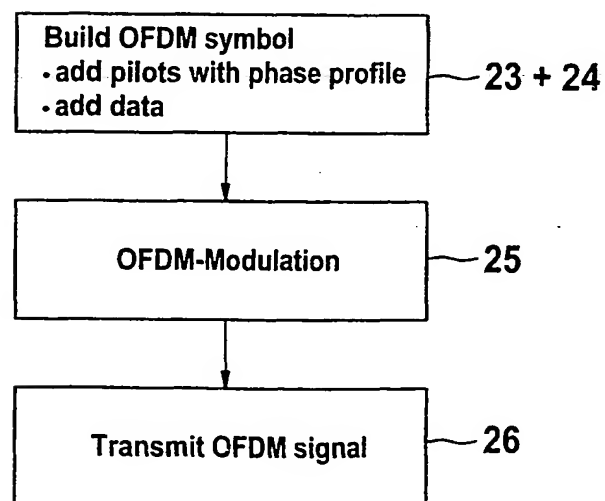 Build OFDM symbol
• add pilots with phase profile
• add data
23 + 24
OFDM-Modulation
25
Transmit OFDM signal
26